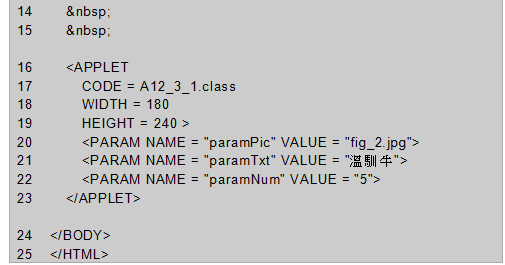 14 &nbsp;
15 &nbsp;
16 <APPLET
17 CODE = A12_3_1.class
18 WIDTH = 180
19 HEIGHT = 240 >
20 <PARAM NAME = "paramPic" VALUE = "fig_2.jpg">
21 <PARAM NAME = "paramTxt" VALUE = "溫馴牛">
22 <PARAM NAME = "paramNum" VALUE = "5">
23 </APPLET>
24 </BODY>
25 </HTML>